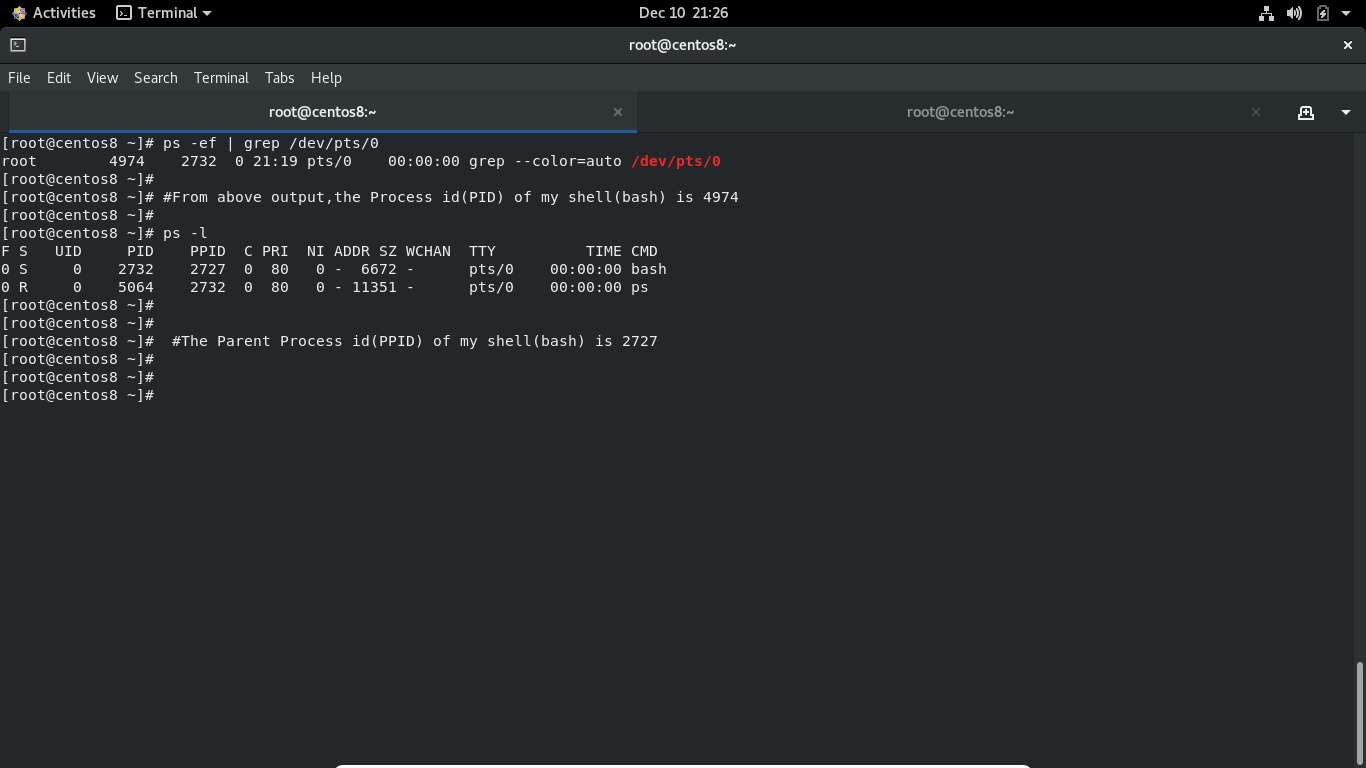 Activities Terminal Dec 10 21:26
root@centos8:~
File Edit View Search Terminal Tabs Help
root@centos8:~ root@centos8:~
[root@centos8 ~]# ps -ef | grep /dev/pts/0
root        4974    2732  0 21:19 pts/0    00:00:00 grep --color=auto /dev/pts/0
[root@centos8 ~]#
[root@centos8 ~]# #From above output,the Process id(PID) of my shell(bash) is 4974
[root@centos8 ~]#
[root@centos8 ~]# ps -l
F S   UID     PID    PPID  C PRI  NI ADDR SZ WCHAN  TTY          TIME CMD
0 S     0    2732    2727  0  80   0 -  6672 -      pts/0    00:00:00 bash
0 R     0    5064    2732  0  80   0 - 11351 -      pts/0    00:00:00 ps
[root@centos8 ~]#
[root@centos8 ~]#
[root@centos8 ~]#  #The Parent Process id(PPID) of my shell(bash) is 2727
[root@centos8 ~]#
[root@centos8 ~]#
[root@centos8 ~]#